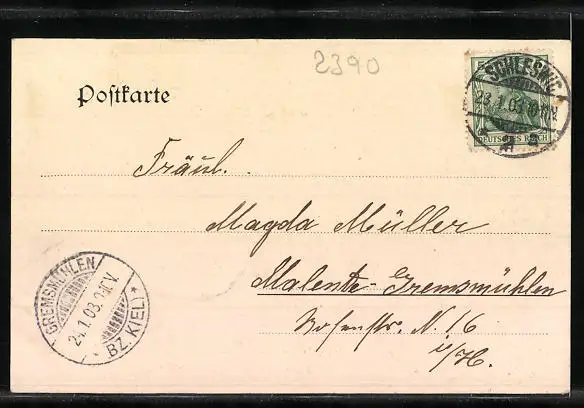 2390
Postkarte
SCHLESWIG
23.1.03
DEUTSCHES REICH
Fräul.
Magda Müller
Malente-Gremsmühlen
N. 16
i/H.
GREMSMÜHLEN
24.1.03
(BZ. KIEL)